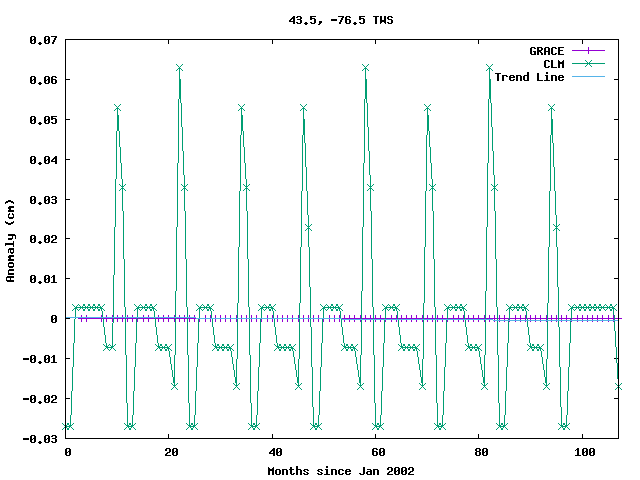 43.5, -76.5 TWS
GRACE
CLM
Trend Line
Anomaly (cm)
0.07
0.06
0.05
0.04
0.03
0.02
0.01
0
-0.01
-0.02
-0.03
0 20 40 60 80 100
Months since Jan 2002